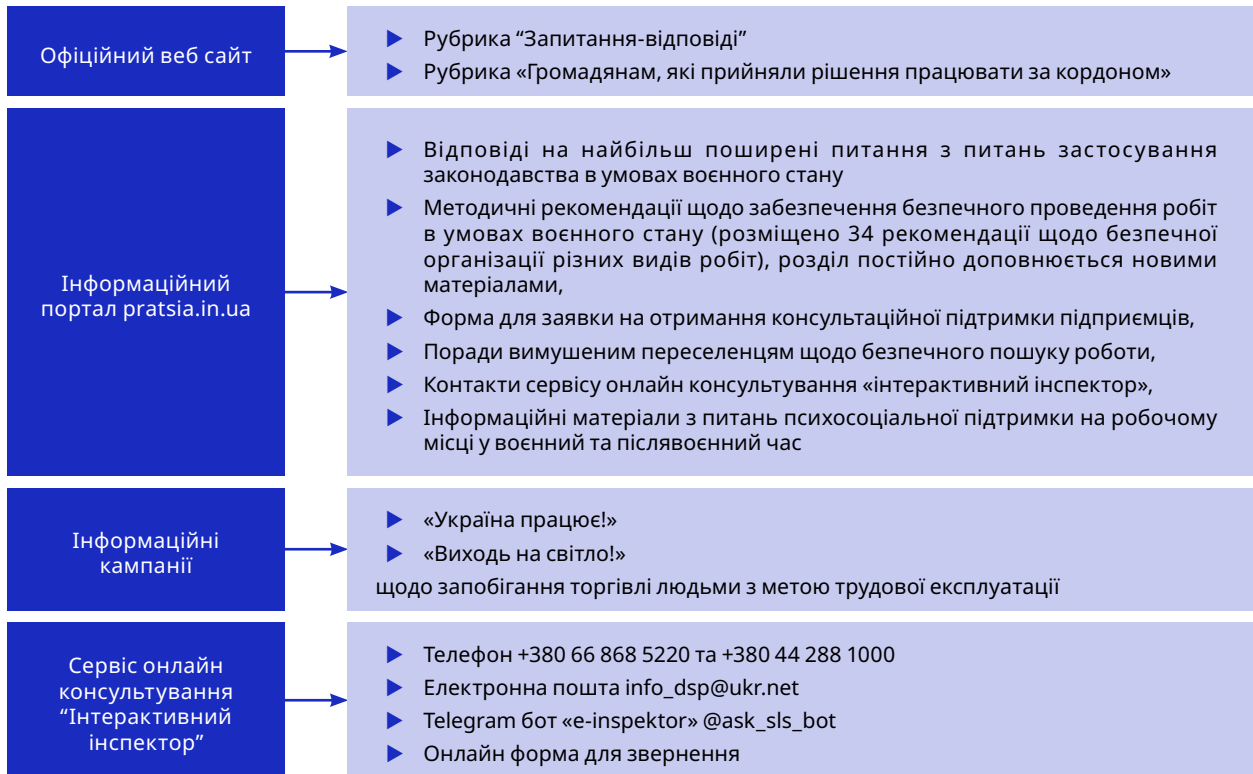 Офіційний веб сайт
Рубрика “Запитання-відповіді”
Рубрика «Громадянам, які прийняли рішення працювати за кордоном»
Інформаційний
портал pratsia.in.ua
Відповіді на найбільш поширені питання з питань застосування
законодавства в умовах воєнного стану
Методичні рекомендації щодо забезпечення безпечного проведення робіт
в умовах воєнного стану (розміщено 34 рекомендації щодо безпечної
організації різних видів робіт), розділ постійно доповнюється новими
матеріалами,
Форма для заявки на отримання консультаційної підтримки підприємців,
Поради вимушеним переселенцям щодо безпечного пошуку роботи,
Контакти сервісу онлайн консультування «інтерактивний інспектор»,
Інформаційні матеріали з питань психосоціальної підтримки на робочому
місці у воєнний та післявоєнний час
Інформаційні
кампанії
«Україна працює!»
«Виходь на світло!»
щодо запобігання торгівлі людьми з метою трудової експлуатації
Сервіс онлайн
консультування
“Інтерактивний
інспектор”
Телефон +380 66 868 5220 та +380 44 288 1000
Електронна пошта info_dsp@ukr.net
Telegram бот «e-inspektor» @ask_sls_bot
Онлайн форма для звернення